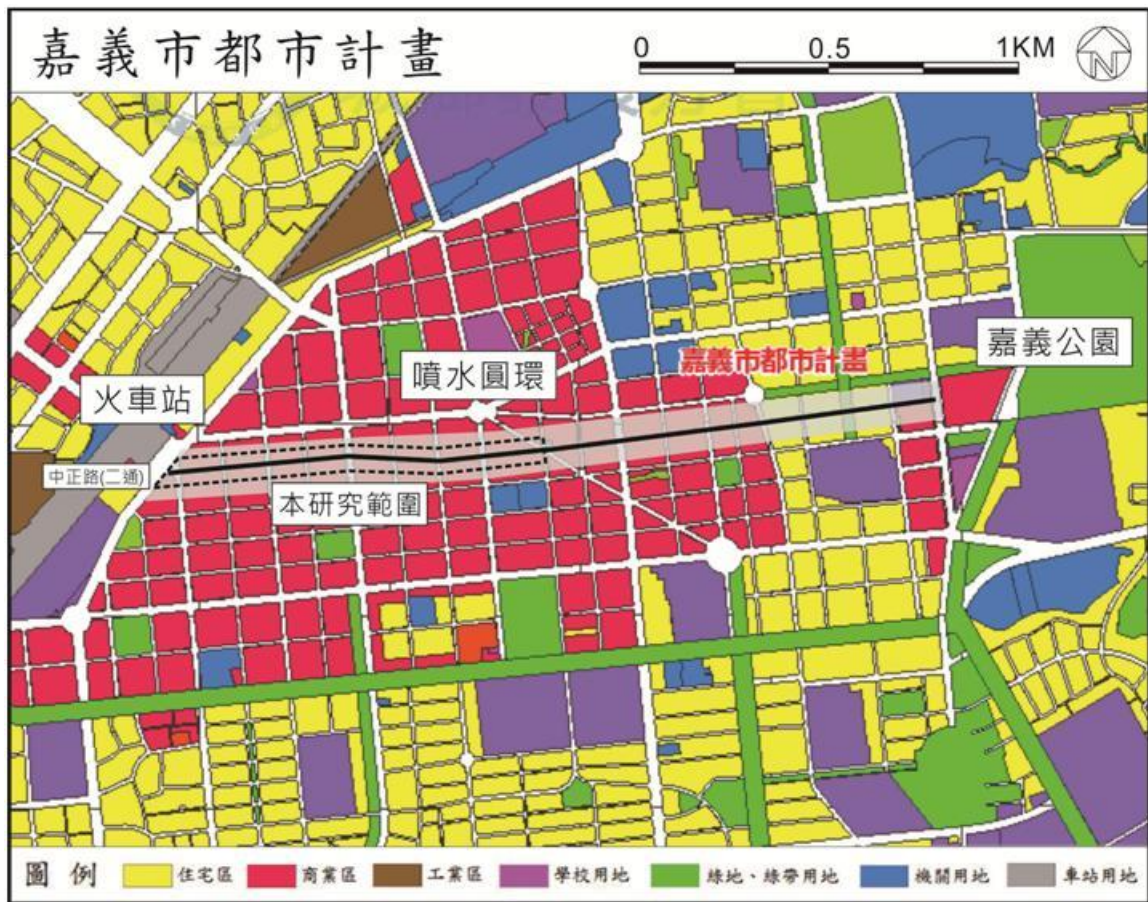 嘉義市都市計畫
0 0.5 1KM
N
嘉義公園
噴水圓環
嘉義市都市計畫
火車站
中正路(二通)
本研究範圍
圖例 住宅區 商業區 工業區 學校用地 綠地、綠帶用地 機關用地 車站用地